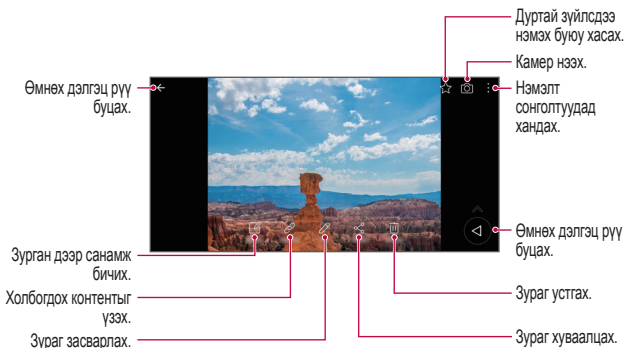 Дуртай зүйлсдээ
нэмэх буюу хасах.
Камер нээх.
Өмнөх дэлгэц рүү
буцах.
Нэмэлт
сонголтуудад
хандах.
Өмнөх дэлгэц рүү
буцах.
Зурган дээр санамж
бичих.
Холбогдох контентыг
үзэх.
Зураг засварлах.
Зураг устгах.
Зураг хуваалцах.